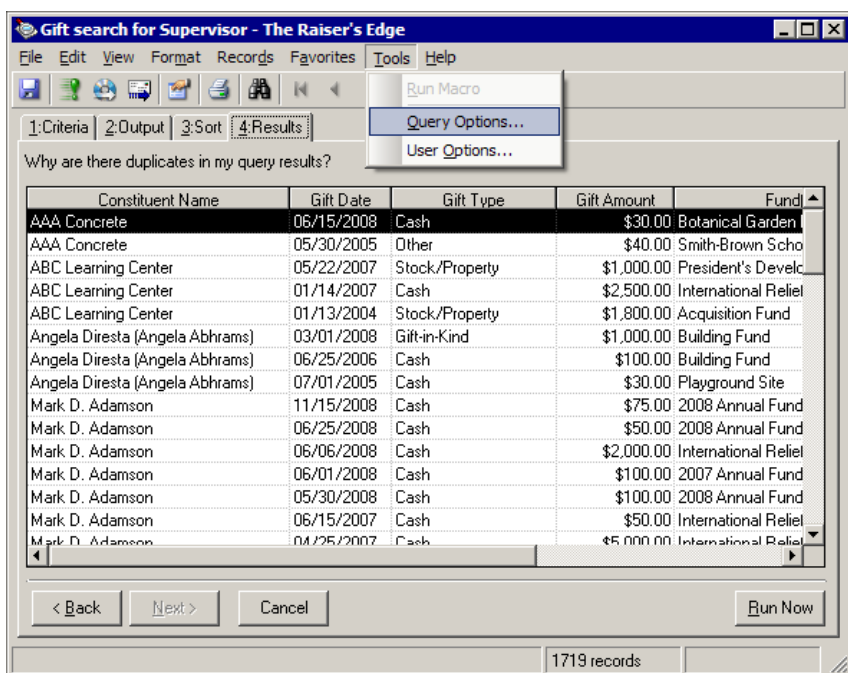 Gift search for Supervisor - The Raiser's Edge
File Edit View Format Records Favorites Tools Help
Run Macro
Query Options...
User Options...
1:Criteria 2:Output 3:Sort 4:Results
Why are there duplicates in my query results?
Constituent Name Gift Date Gift Type Gift Amount Fund
AAA Concrete 06/15/2008 Cash $30.00 Botanical Garden
AAA Concrete 05/30/2005 Other $40.00 Smith-Brown Scho
ABC Learning Center 05/22/2007 Stock/Property $1,000.00 President's Develo
ABC Learning Center 01/14/2007 Cash $2,500.00 International Relief
ABC Learning Center 01/13/2004 Stock/Property $1,800.00 Acquisition Fund
Angela Diresta (Angela Abhrams) 03/01/2008 Gift-in-Kind $1,000.00 Building Fund
Angela Diresta (Angela Abhrams) 06/25/2006 Cash $100.00 Building Fund
Angela Diresta (Angela Abhrams) 07/01/2005 Cash $30.00 Playground Site
Mark D. Adamson 11/15/2008 Cash $75.00 2008 Annual Fund
Mark D. Adamson 06/25/2008 Cash $50.00 2008 Annual Fund
Mark D. Adamson 06/06/2008 Cash $2,000.00 International Relief
Mark D. Adamson 06/01/2008 Cash $100.00 2007 Annual Fund
Mark D. Adamson 05/30/2008 Cash $100.00 2008 Annual Fund
Mark D. Adamson 06/15/2007 Cash $50.00 International Relief
Mark D. Adamson 04/25/2007 Cash $5,000.00 International Relief
< Back Next > Cancel Run Now
1719 records